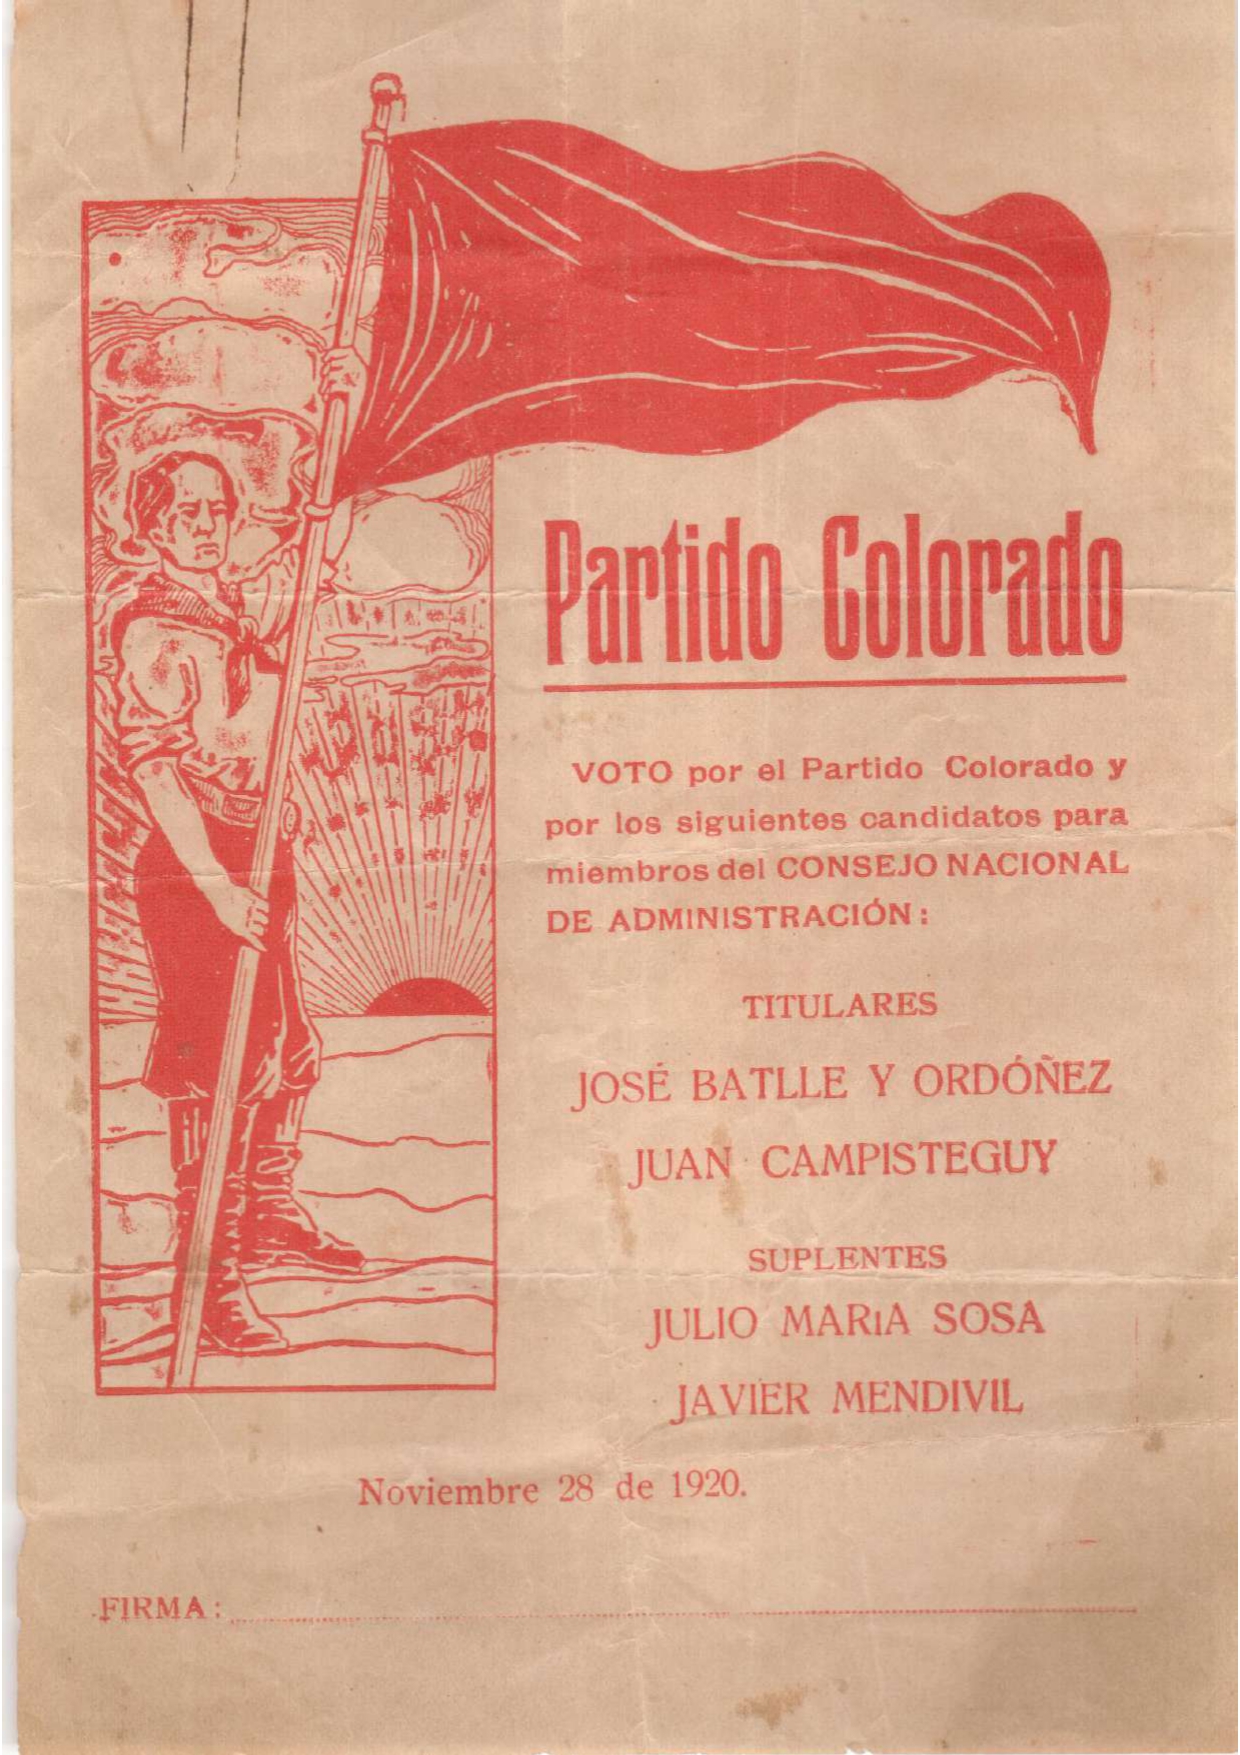 Partido Colorado
VOTO por el Partido Colorado y
por los siguientes candidatos para
miembros del CONSEJO NACIONAL
DE ADMINISTRACIÓN:
TITULARES
JOSÉ BATLLE Y ORDÓÑEZ
JUAN CAMPISTEGUY
SUPLENTES
JULIO MARíA SOSA
JAVIER MENDIVIL
Noviembre 28 de 1920.
FIRMA: